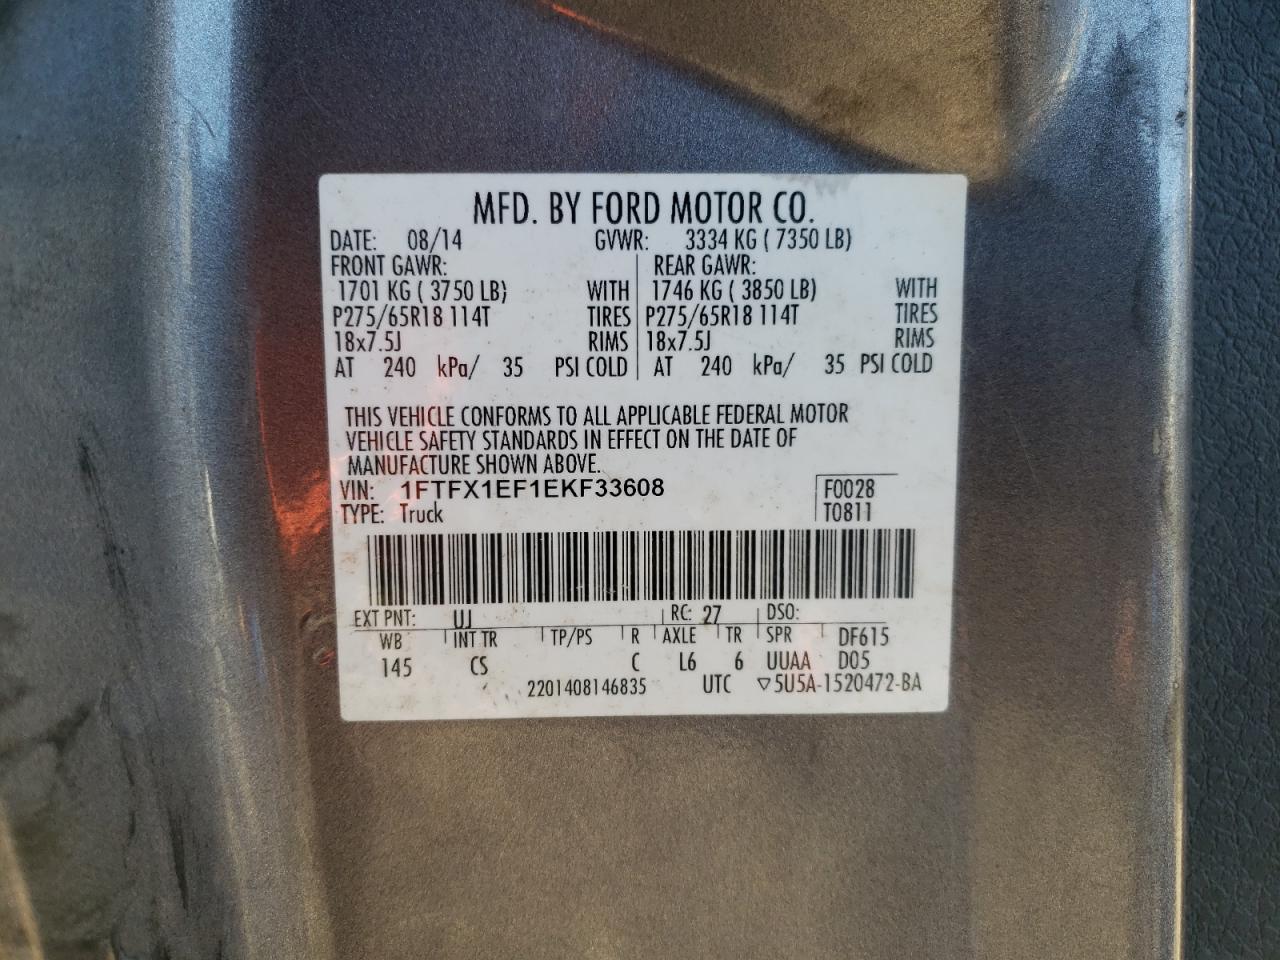 MFD. BY FORD MOTOR CO.
DATE: 08/14 GVWR: 3334 KG ( 7350 LB)
FRONT GAWR: REAR GAWR:
1701 KG ( 3750 LB) WITH 1746 KG ( 3850 LB) WITH
P275/65R18 114T TIRES P275/65R18 114T TIRES
18x7.5J RIMS 18x7.5J RIMS
AT 240 kPa/ 35 PSI COLD AT 240 kPa/ 35 PSI COLD
THIS VEHICLE CONFORMS TO ALL APPLICABLE FEDERAL MOTOR
VEHICLE SAFETY STANDARDS IN EFFECT ON THE DATE OF
MANUFACTURE SHOWN ABOVE.
VIN: 1FTFX1EF1EKF33608 F0028
TYPE: Truck T0811
EXT PNT: UJ RC: 27 DSO:
WB INT TR TP/PS R AXLE TR SPR DF615
145 CS C L6 6 UUAA D05
2201408146835 UTC ▽5U5A-1520472-BA